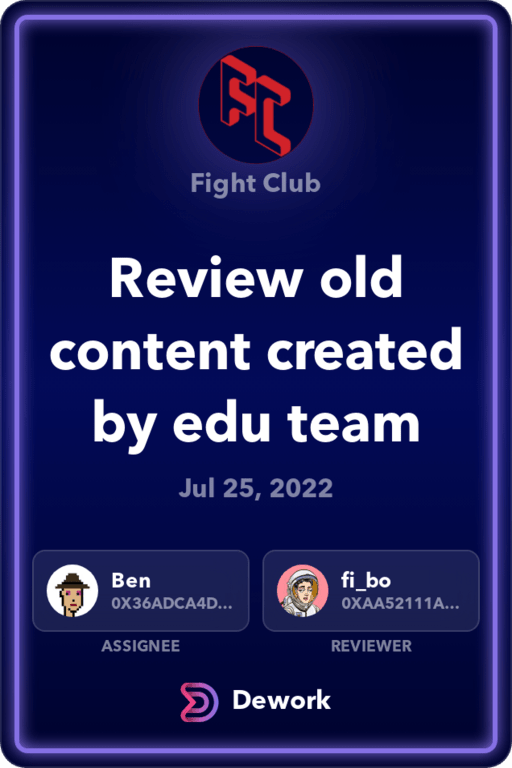 FC
Fight Club
Review old
content created
by edu team
Jul 25, 2022
Ben
0X36ADCA4D...
fi_bo
0XAA52111A...
ASSIGNEE
REVIEWER
Dework